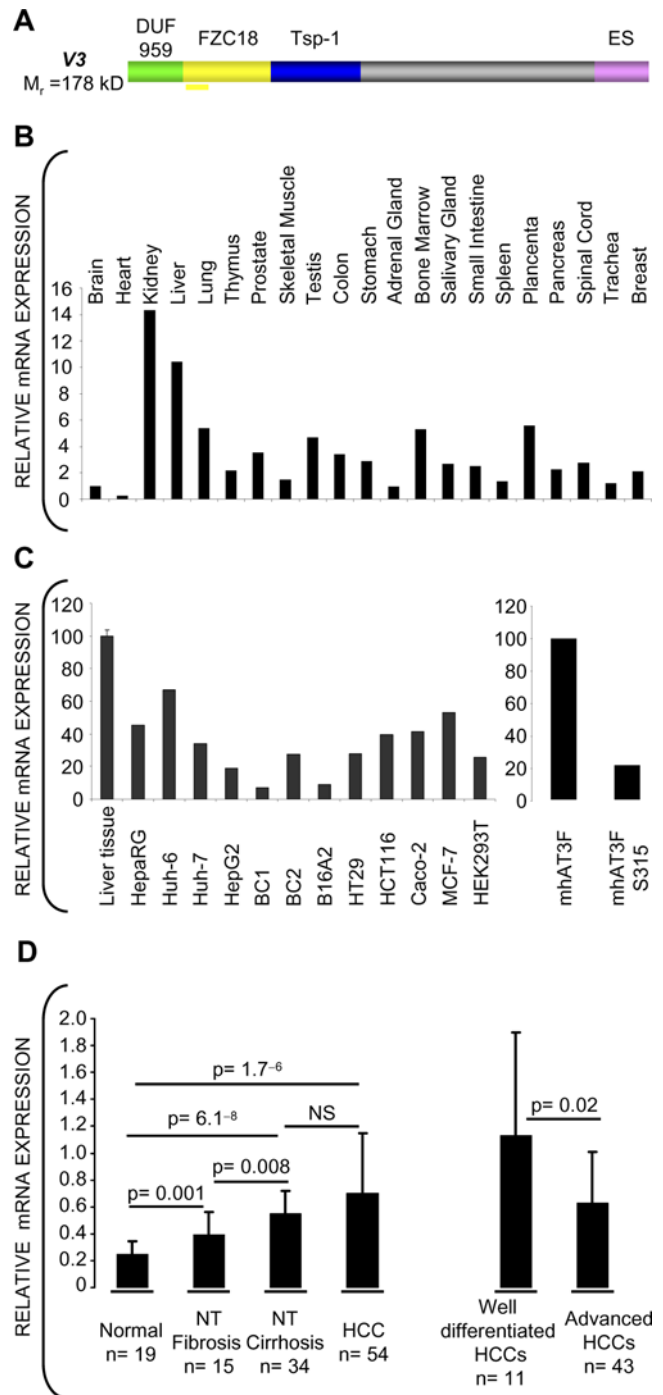 A
DUF 959
FZC18
Tsp-1
ES
V3
Mr =178 kD
B
RELATIVE mRNA EXPRESSION
16
14
12
10
8
6
4
2
0
Brain
Heart
Kidney
Liver
Lung
Thymus
Prostate
Skeletal Muscle
Testis
Colon
Stomach
Adrenal Gland
Bone Marrow
Salivary Gland
Small Intestine
Spleen
Plancenta
Pancreas
Spinal Cord
Trachea
Breast
C
RELATIVE mRNA EXPRESSION
120
100
80
60
40
20
0
Liver tissue
HepaRG
Huh-6
Huh-7
HepG2
BC1
BC2
B16A2
HT29
HCT116
Caco-2
MCF-7
HEK293T
120
100
80
60
40
20
0
mhAT3F
mhAT3F
S315
D
RELATIVE mRNA EXPRESSION
2.0
1.8
1.6
1.4
1.2
1.0
0.8
0.6
0.4
0.2
0
p= 1.7⁻⁶
p= 6.1⁻⁸
NS
p= 0.008
p= 0.001
p= 0.02
Normal
n= 19
NT
Fibrosis
n= 15
NT
Cirrhosis
n= 34
HCC
n= 54
Well
differentiated
HCCs
n= 11
Advanced
HCCs
n= 43